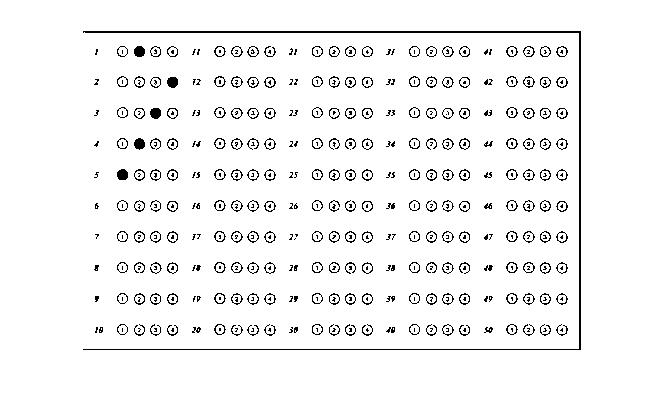 1 ① ● ③ ④ 11 ① ② ③ ④ 21 ① ② ③ ④ 31 ① ② ③ ④ 41 ① ② ③ ④
2 ① ② ③ ● 12 ① ② ③ ④ 22 ① ② ③ ④ 32 ① ② ③ ④ 42 ① ② ③ ④
3 ① ② ● ④ 13 ① ② ③ ④ 23 ① ② ③ ④ 33 ① ② ③ ④ 43 ① ② ③ ④
4 ① ● ③ ④ 14 ① ② ③ ④ 24 ① ② ③ ④ 34 ① ② ③ ④ 44 ① ② ③ ④
5 ● ② ③ ④ 15 ① ② ③ ④ 25 ① ② ③ ④ 35 ① ② ③ ④ 45 ① ② ③ ④
6 ① ② ③ ④ 16 ① ② ③ ④ 26 ① ② ③ ④ 36 ① ② ③ ④ 46 ① ② ③ ④
7 ① ② ③ ④ 17 ① ② ③ ④ 27 ① ② ③ ④ 37 ① ② ③ ④ 47 ① ② ③ ④
8 ① ② ③ ④ 18 ① ② ③ ④ 28 ① ② ③ ④ 38 ① ② ③ ④ 48 ① ② ③ ④
9 ① ② ③ ④ 19 ① ② ③ ④ 29 ① ② ③ ④ 39 ① ② ③ ④ 49 ① ② ③ ④
10 ① ② ③ ④ 20 ① ② ③ ④ 30 ① ② ③ ④ 40 ① ② ③ ④ 50 ① ② ③ ④